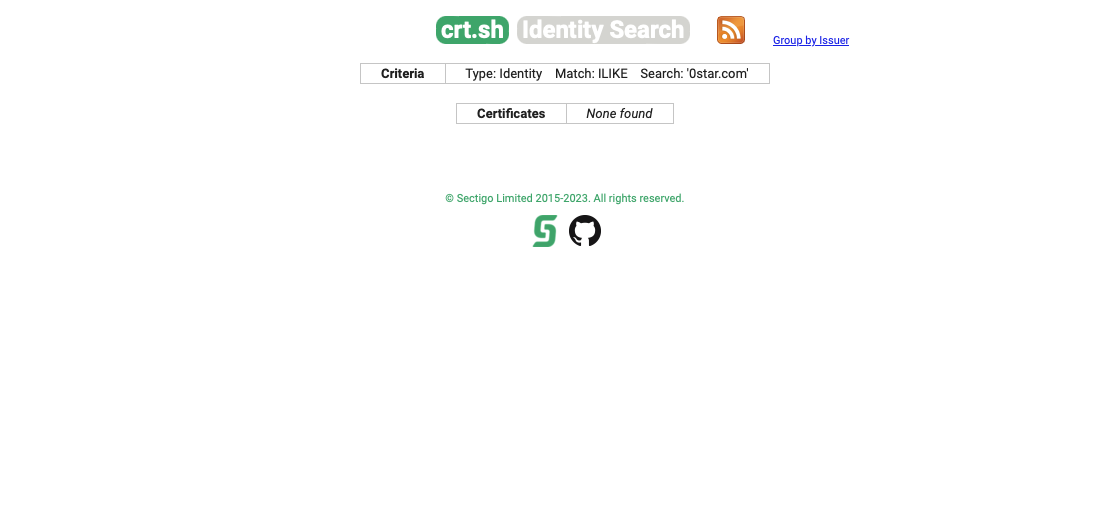 crt.sh Identity Search
Group by Issuer
Criteria Type: Identity Match: ILIKE Search: '0star.com'
Certificates None found
© Sectigo Limited 2015-2023. All rights reserved.